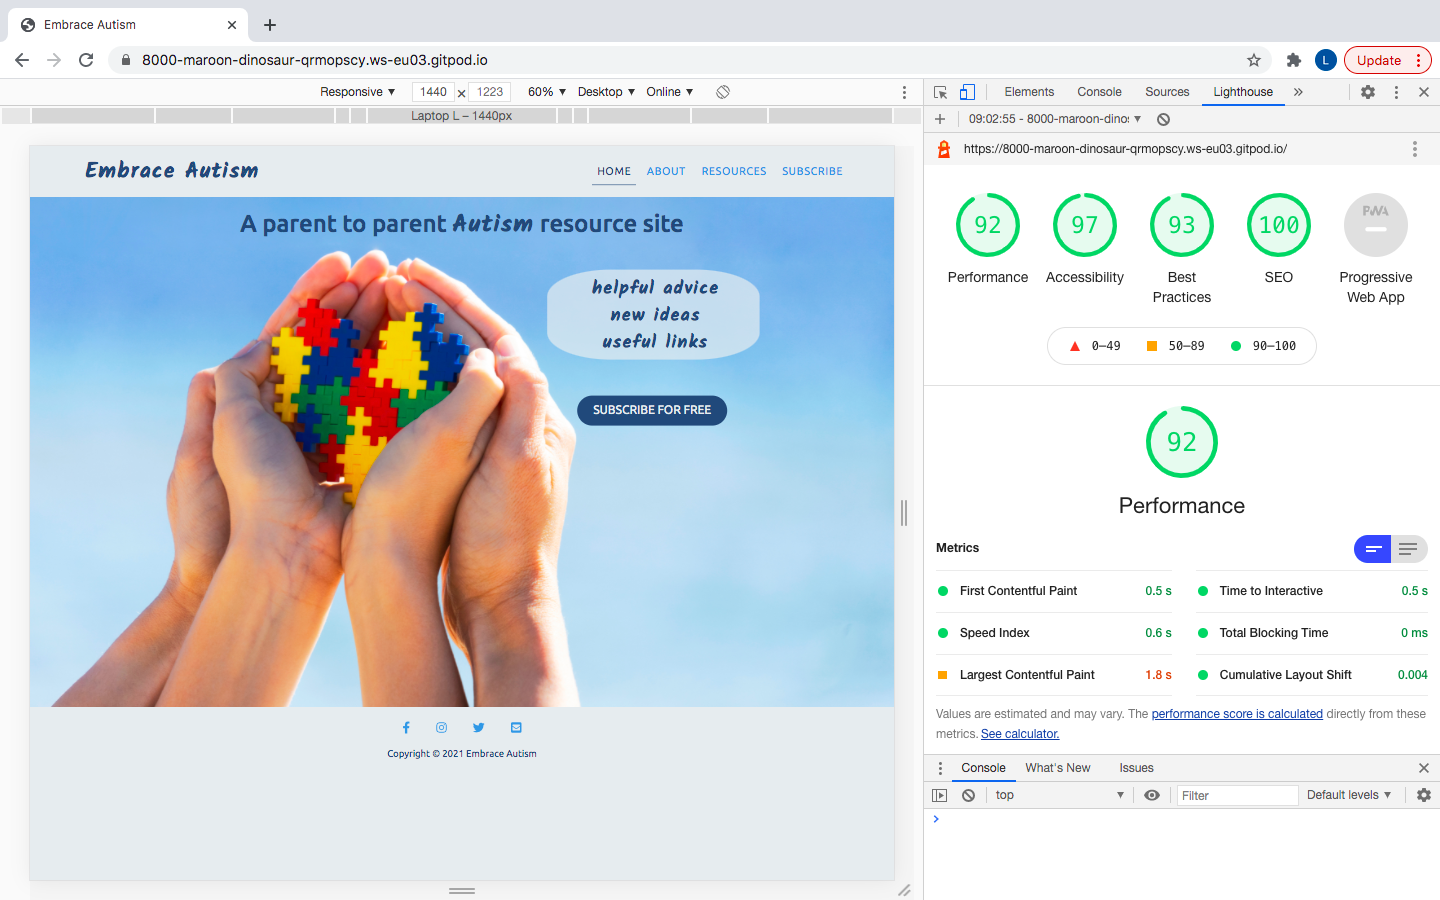 Embrace Autism
8000-maroon-dinosaur-qrmopscy.ws-eu03.gitpod.io
L
Update
Responsive
1440
×
1223
60%
Desktop
Online
Laptop L – 1440px
Embrace Autism
HOME
ABOUT
RESOURCES
SUBSCRIBE
A parent to parent Autism resource site
helpful advice
new ideas
useful links
SUBSCRIBE FOR FREE
Copyright © 2021 Embrace Autism
Elements
Console
Sources
Lighthouse
09:02:55 - 8000-maroon-dino
https://8000-maroon-dinosaur-qrmopscy.ws-eu03.gitpod.io/
92
97
93
100
PWA
Performance
Accessibility
Best
Practices
SEO
Progressive
Web App
0–49
50–89
90–100
92
Performance
Metrics
First Contentful Paint
0.5 s
Time to Interactive
0.5 s
Speed Index
0.6 s
Total Blocking Time
0 ms
Largest Contentful Paint
1.8 s
Cumulative Layout Shift
0.004
Values are estimated and may vary. The performance score is calculated directly from these
metrics. See calculator.
Console
What's New
Issues
top
Filter
Default levels